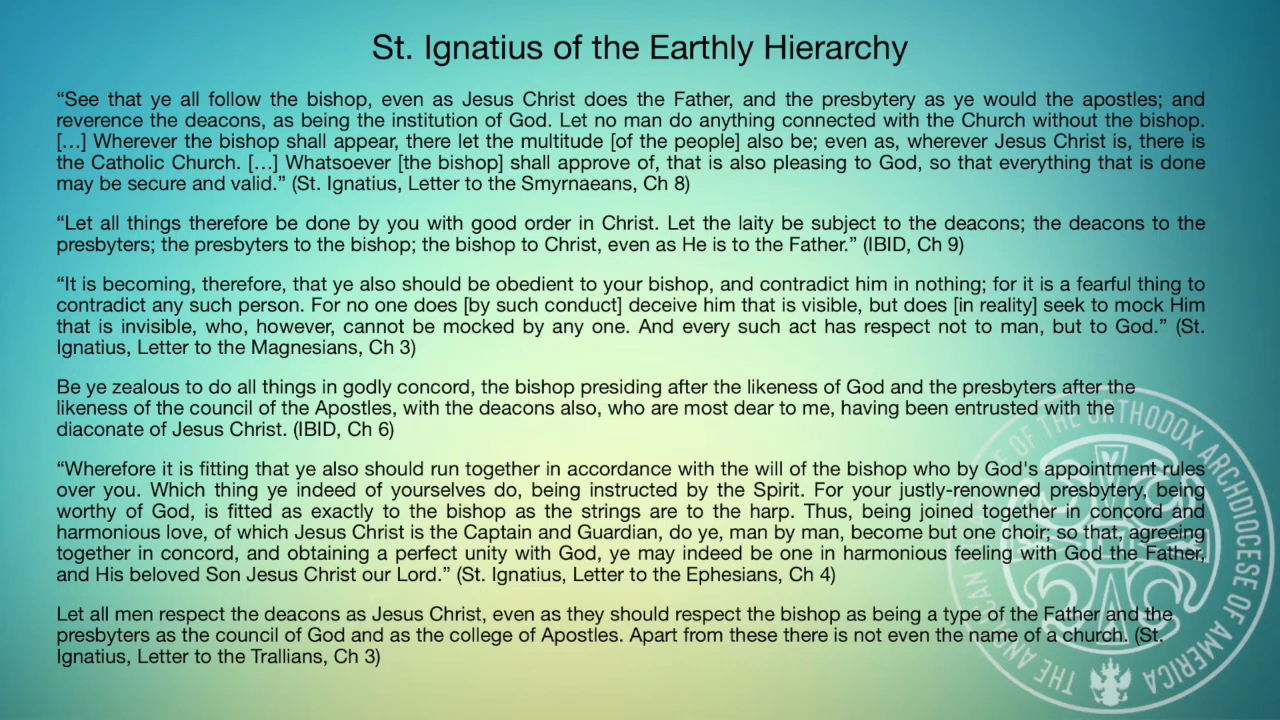 St. Ignatius of the Earthly Hierarchy
“See that ye all follow the bishop, even as Jesus Christ does the Father, and the presbytery as ye would the apostles; and
reverence the deacons, as being the institution of God. Let no man do anything connected with the Church without the bishop.
[…] Wherever the bishop shall appear, there let the multitude [of the people] also be; even as, wherever Jesus Christ is, there is
the Catholic Church. […] Whatsoever [the bishop] shall approve of, that is also pleasing to God, so that everything that is done
may be secure and valid.” (St. Ignatius, Letter to the Smyrnaeans, Ch 8)
“Let all things therefore be done by you with good order in Christ. Let the laity be subject to the deacons; the deacons to the
presbyters; the presbyters to the bishop; the bishop to Christ, even as He is to the Father.” (IBID, Ch 9)
“It is becoming, therefore, that ye also should be obedient to your bishop, and contradict him in nothing; for it is a fearful thing to
contradict any such person. For no one does [by such conduct] deceive him that is visible, but does [in reality] seek to mock Him
that is invisible, who, however, cannot be mocked by any one. And every such act has respect not to man, but to God.” (St.
Ignatius, Letter to the Magnesians, Ch 3)
Be ye zealous to do all things in godly concord, the bishop presiding after the likeness of God and the presbyters after the
likeness of the council of the Apostles, with the deacons also, who are most dear to me, having been entrusted with the
diaconate of Jesus Christ. (IBID, Ch 6)
“Wherefore it is fitting that ye also should run together in accordance with the will of the bishop who by God's appointment rules
over you. Which thing ye indeed of yourselves do, being instructed by the Spirit. For your justly-renowned presbytery, being
worthy of God, is fitted as exactly to the bishop as the strings are to the harp. Thus, being joined together in concord and
harmonious love, of which Jesus Christ is the Captain and Guardian, do ye, man by man, become but one choir; so that, agreeing
together in concord, and obtaining a perfect unity with God, ye may indeed be one in harmonious feeling with God the Father,
and His beloved Son Jesus Christ our Lord.” (St. Ignatius, Letter to the Ephesians, Ch 4)
Let all men respect the deacons as Jesus Christ, even as they should respect the bishop as being a type of the Father and the
presbyters as the council of God and as the college of Apostles. Apart from these there is not even the name of a church. (St.
Ignatius, Letter to the Trallians, Ch 3)
OF THE ORTHODOX ARCHDIOCESE OF AMERICA
THE